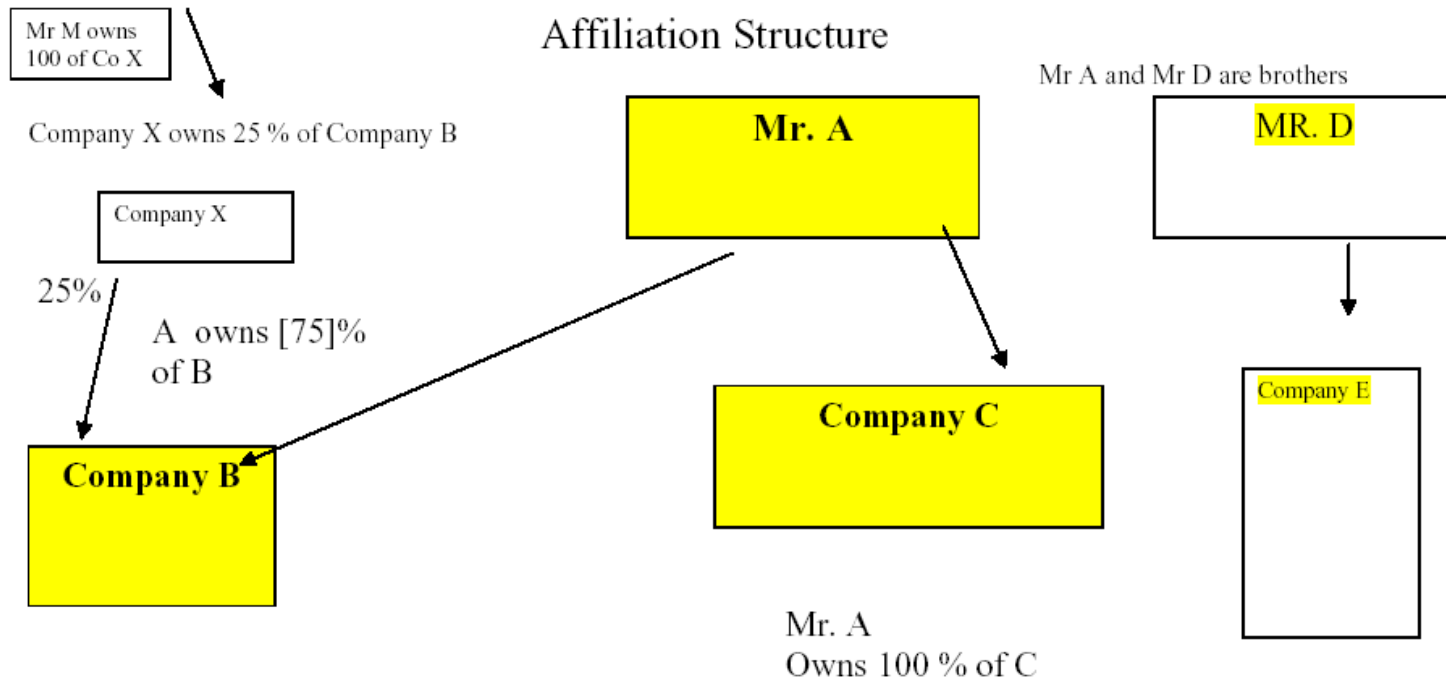 Affiliation Structure
Mr M owns
100 of Co X
Mr A and Mr D are brothers
Company X owns 25 % of Company B
Mr. A
MR. D
Company X
25%
A owns [75]%
of B
Company E
Company C
Company B
Mr. A
Owns 100 % of C